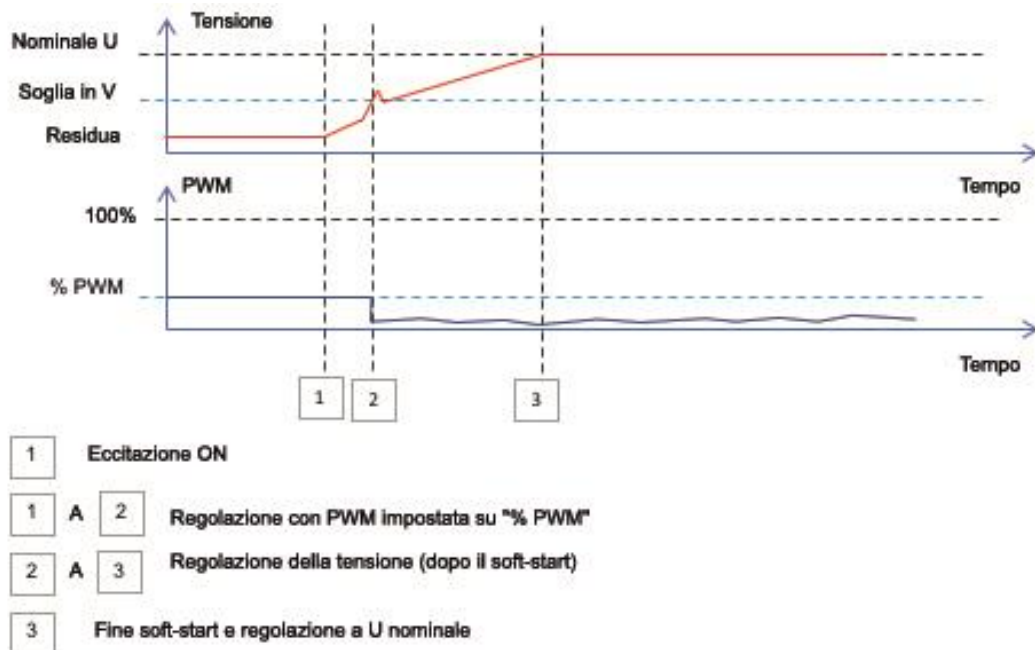 Tensione
Nominale U
Soglia in V
Residua
Tempo
PWM
100%
% PWM
Tempo
1 2 3
1 Eccitazione ON
1 A 2 Regolazione con PWM impostata su "% PWM"
2 A 3 Regolazione della tensione (dopo il soft-start)
3 Fine soft-start e regolazione a U nominale